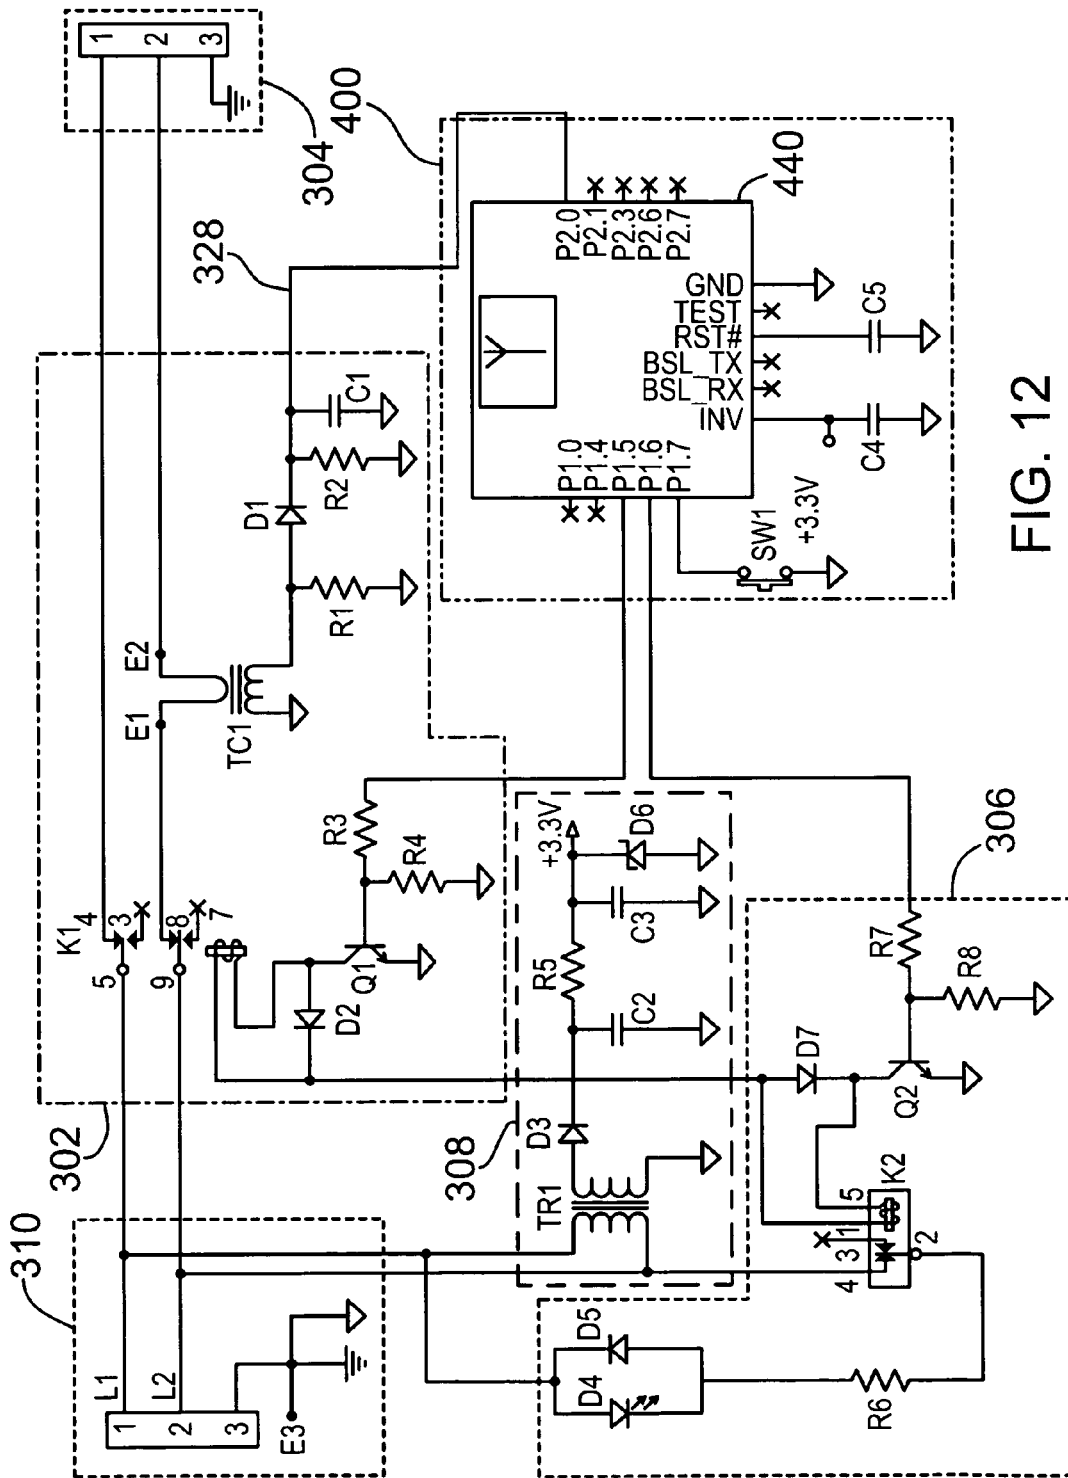 310
L1
L2
1
2
3
E3
302
K1
4
3
5
8
9
7
D2
Q1
R3
R4
E1
E2
TC1
R1
D1
R2
C1
328
304
1
2
3
308
TR1
D3
C2
R5
C3
D6
+3.3V
306
D4
D5
R6
4
3
1
5
2
K2
D7
Q2
R7
R8
400
440
P1.0
P1.4
P1.5
P1.6
P1.7
P2.0
P2.1
P2.3
P2.6
P2.7
GND
TEST
RST#
BSL_TX
BSL_RX
INV
SW1
+3.3V
C4
C5
FIG. 12